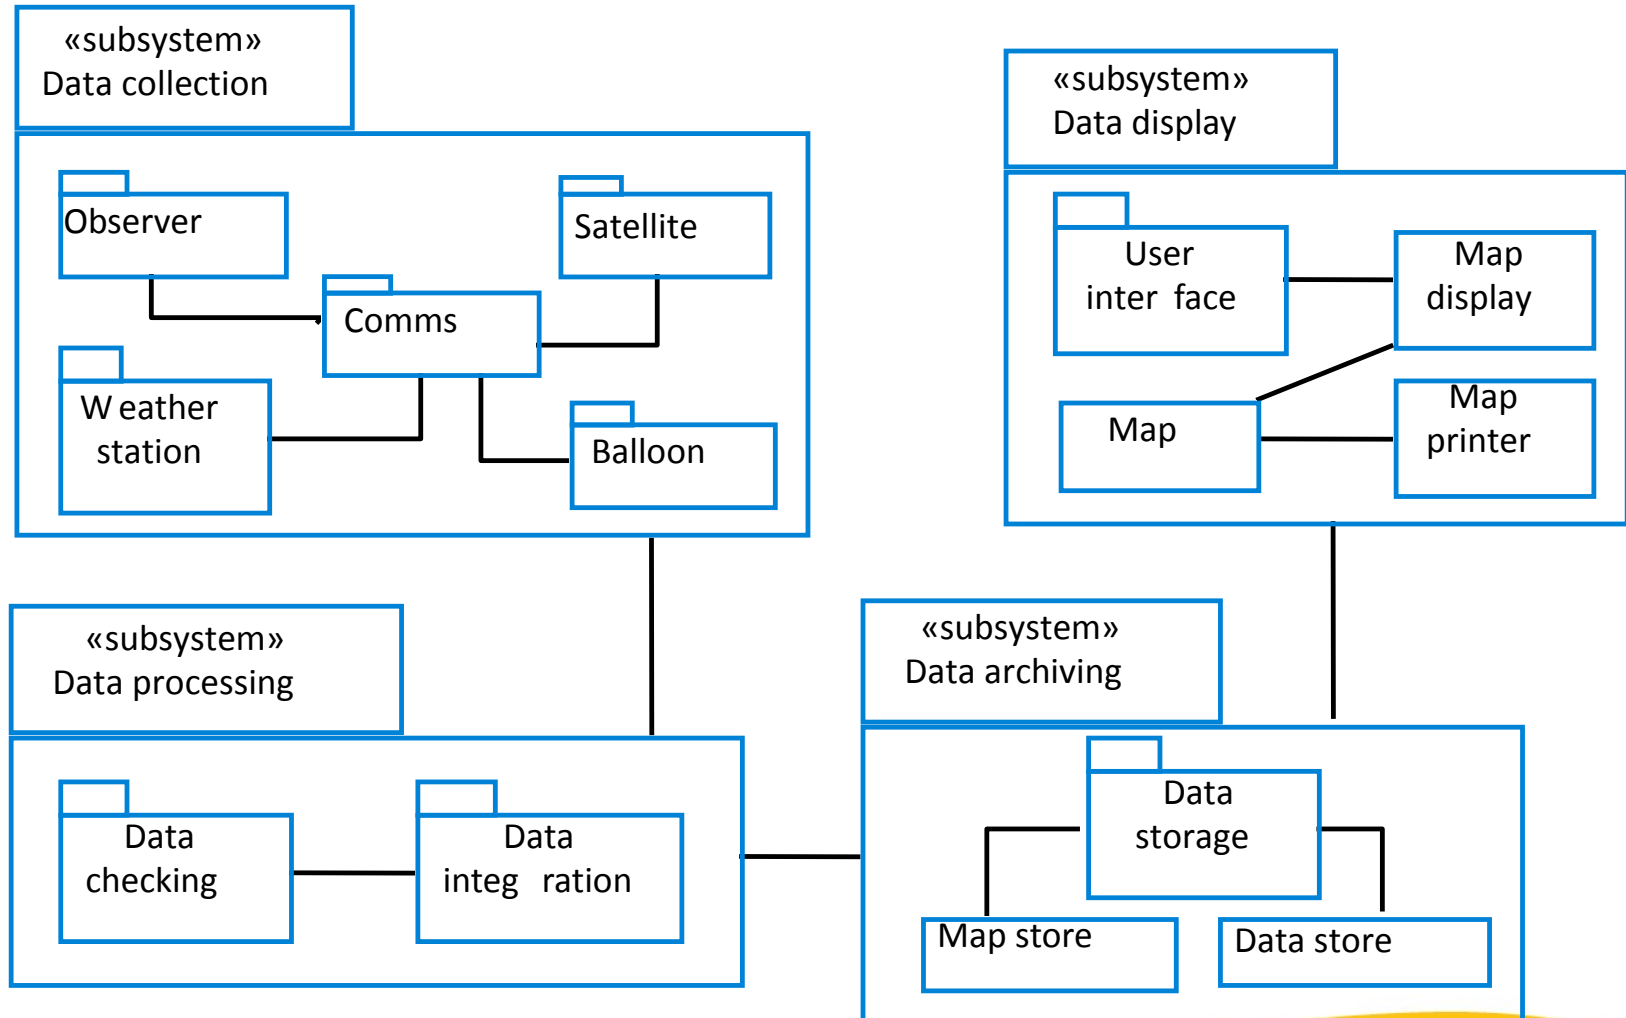 «subsystem»
Data collection
Observer
Satellite
Comms
W eather
station
Balloon
«subsystem»
Data display
User
inter face
Map
display
Map
Map
printer
«subsystem»
Data processing
Data
checking
Data
integ ration
«subsystem»
Data archiving
Data
storage
Map store
Data store